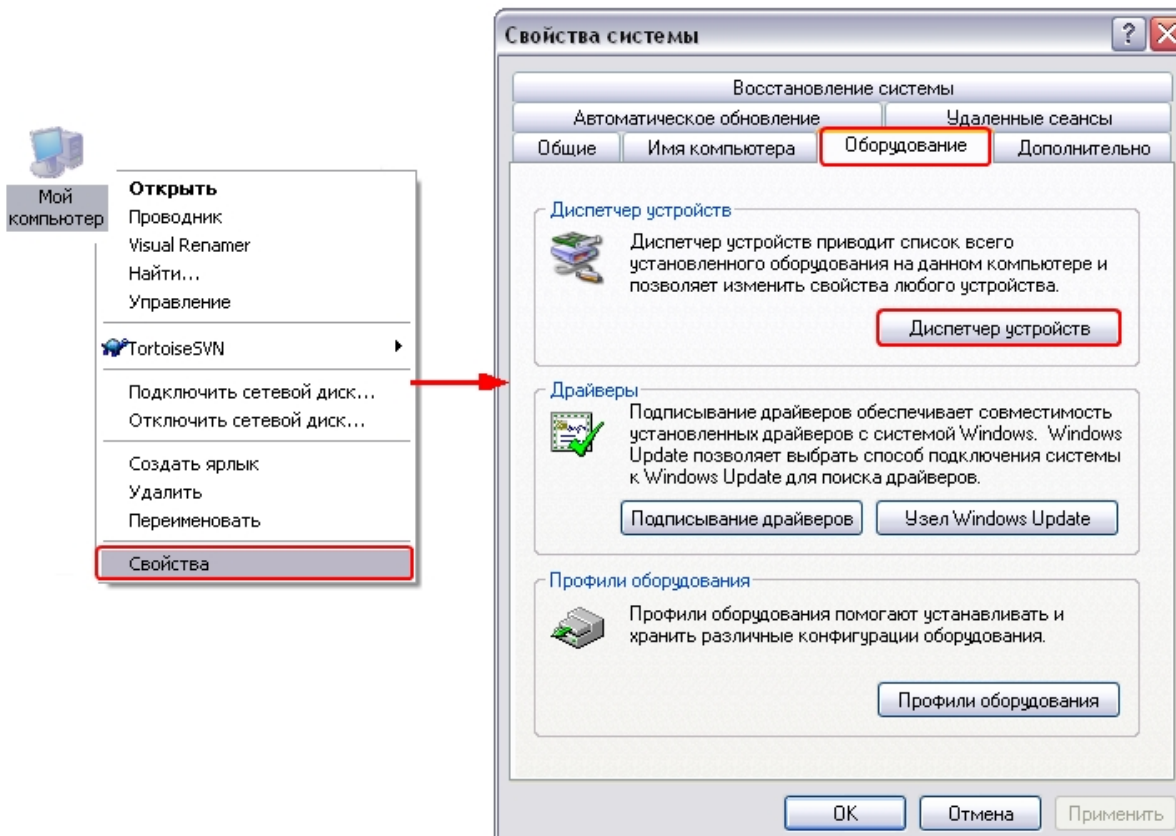 Мой
компьютер
Открыть
Проводник
Visual Renamer
Найти...
Управление
TortoiseSVN
Подключить сетевой диск...
Отключить сетевой диск...
Создать ярлык
Удалить
Переименовать
Свойства
Свойства системы
Восстановление системы
Автоматическое обновление
Удаленные сеансы
Общие
Имя компьютера
Оборудование
Дополнительно
Диспетчер устройств
Диспетчер устройств приводит список всего
установленного оборудования на данном компьютере и
позволяет изменить свойства любого устройства.
Диспетчер устройств
Драйверы
Подписывание драйверов обеспечивает совместимость
установленных драйверов с системой Windows. Windows
Update позволяет выбрать способ подключения системы
к Windows Update для поиска драйверов.
Подписывание драйверов
Узел Windows Update
Профили оборудования
Профили оборудования помогают устанавливать и
хранить различные конфигурации оборудования.
Профили оборудования
OK
Отмена
Применить